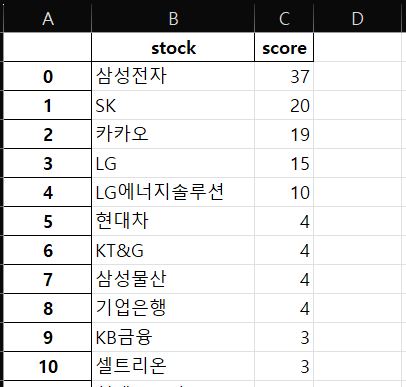 A B C D
stock score
0 삼성전자 37
1 SK 20
2 카카오 19
3 LG 15
4 LG에너지솔루션 10
5 현대차 4
6 KT&G 4
7 삼성물산 4
8 기업은행 4
9 KB금융 3
10 셀트리온 3